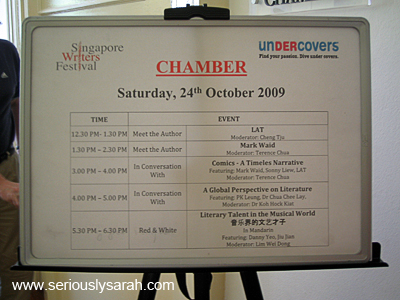 Singapore
Writers
Festival
undercovers
Find your passion. Dive under covers.
CHAMBER
Saturday, 24th October 2009
TIME EVENT
12.30 PM- 1.30 PM Meet the Author LAT
Moderator: Cheng Tju
1.30 PM – 2.30 PM Meet the Author Mark Waid
Moderator: Terence Chua
3.00 PM – 4.00 PM In Conversation With Comics - A Timeles Narrative
Featuring: Mark Waid, Sonny Liew, LAT
Moderator: Terence Chua
4.00 PM – 5.00 PM In Conversation With A Global Perspective on Literature
Featuring: PK Leung, Dr Chua Chee Lay,
Moderator: Dr Koh Hock Kiat
5.30 PM – 6.30 PM Red & White Literary Talent in the Musical World
音乐界的文艺才子
In Mandarin
Featuring: Danny Yeo, Jiu Jian
Moderator: Lim Wai Dong
www.seriouslysarah.com